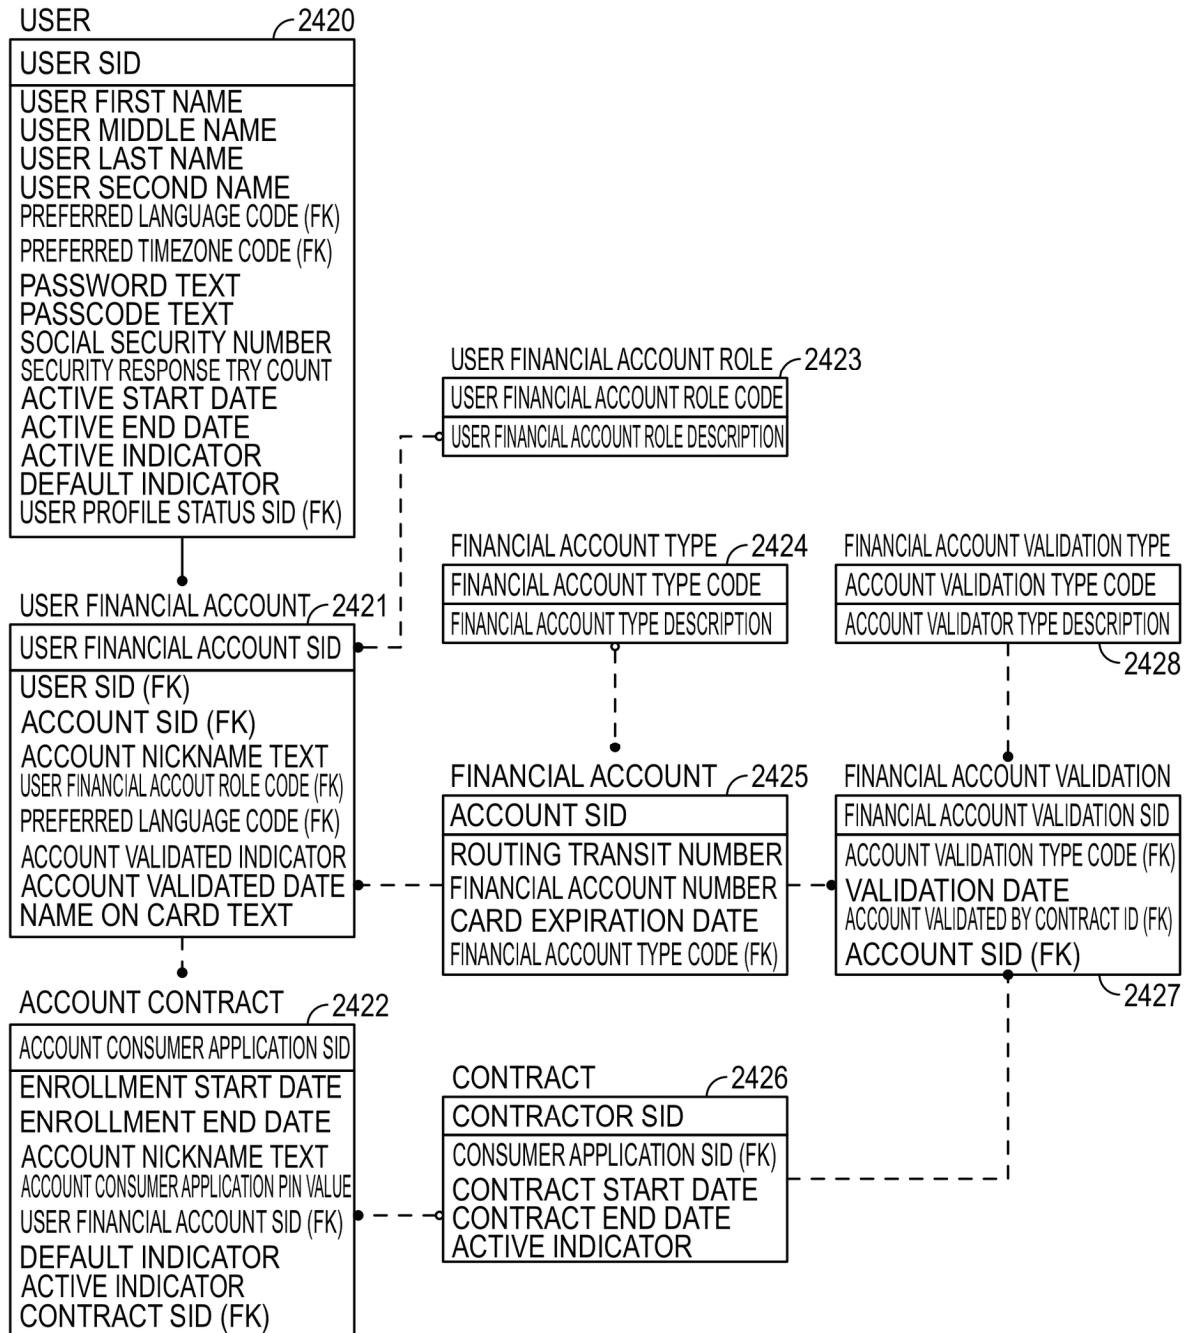 USER
2420
USER SID
USER FIRST NAME
USER MIDDLE NAME
USER LAST NAME
USER SECOND NAME
PREFERRED LANGUAGE CODE (FK)
PREFERRED TIMEZONE CODE (FK)
PASSWORD TEXT
PASSCODE TEXT
SOCIAL SECURITY NUMBER
SECURITY RESPONSE TRY COUNT
ACTIVE START DATE
ACTIVE END DATE
ACTIVE INDICATOR
DEFAULT INDICATOR
USER PROFILE STATUS SID (FK)
USER FINANCIAL ACCOUNT
2421
USER FINANCIAL ACCOUNT SID
USER SID (FK)
ACCOUNT SID (FK)
ACCOUNT NICKNAME TEXT
USER FINANCIAL ACCOUT ROLE CODE (FK)
PREFERRED LANGUAGE CODE (FK)
ACCOUNT VALIDATED INDICATOR
ACCOUNT VALIDATED DATE
NAME ON CARD TEXT
ACCOUNT CONTRACT
2422
ACCOUNT CONSUMER APPLICATION SID
ENROLLMENT START DATE
ENROLLMENT END DATE
ACCOUNT NICKNAME TEXT
ACCOUNT CONSUMER APPLICATION PIN VALUE
USER FINANCIAL ACCOUNT SID (FK)
DEFAULT INDICATOR
ACTIVE INDICATOR
CONTRACT SID (FK)
USER FINANCIAL ACCOUNT ROLE
2423
USER FINANCIAL ACCOUNT ROLE CODE
USER FINANCIAL ACCOUNT ROLE DESCRIPTION
FINANCIAL ACCOUNT TYPE
2424
FINANCIAL ACCOUNT TYPE CODE
FINANCIAL ACCOUNT TYPE DESCRIPTION
FINANCIAL ACCOUNT
2425
ACCOUNT SID
ROUTING TRANSIT NUMBER
FINANCIAL ACCOUNT NUMBER
CARD EXPIRATION DATE
FINANCIAL ACCOUNT TYPE CODE (FK)
CONTRACT
2426
CONTRACTOR SID
CONSUMER APPLICATION SID (FK)
CONTRACT START DATE
CONTRACT END DATE
ACTIVE INDICATOR
FINANCIAL ACCOUNT VALIDATION TYPE
ACCOUNT VALIDATION TYPE CODE
ACCOUNT VALIDATOR TYPE DESCRIPTION
2428
FINANCIAL ACCOUNT VALIDATION
FINANCIAL ACCOUNT VALIDATION SID
ACCOUNT VALIDATION TYPE CODE (FK)
VALIDATION DATE
ACCOUNT VALIDATED BY CONTRACT ID (FK)
ACCOUNT SID (FK)
2427